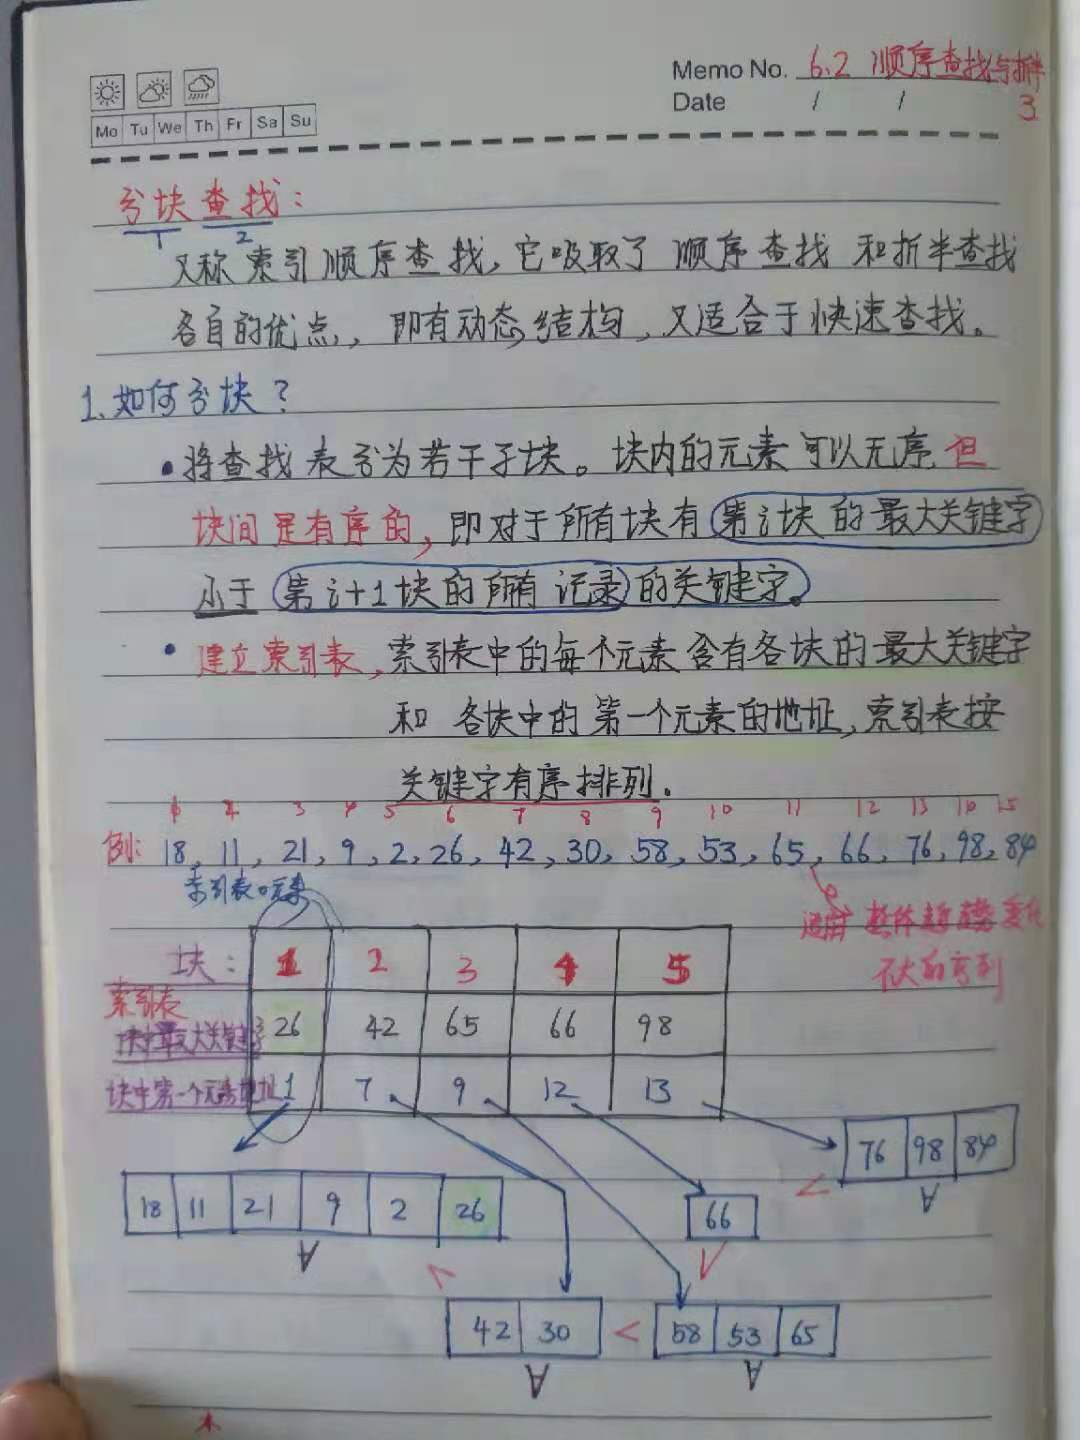 Memo No. 6.2 顺序查找与折半
Date / / 3
Mo Tu We Th Fr Sa Su
分块查找:
1 2
又称索引顺序查找,它吸取了 顺序查找 和折半查找
各自的优点,即有动态结构,又适合于快速查找。
1.如何分块?
•将查找表分为若干子块。块内的元素可以无序但
块间是有序的,即对于所有块有第i块的最大关键字
小于 第i+1块的所有记录的关键字。
•建立索引表,索引表中的每个元素含有各块的最大关键字
和 各块中的第一个元素的地址,索引表按
关键字有序排列.
1 2 3 4 5 6 7 8 9 10 11 12 13
例: 18, 11, 21, 9, 2, 26, 42, 30, 58, 53, 65, 66, 76, 98, 84
索引表元素
适用 整体趋势变化
不大的序列
块: 1 2 3 4 5
索引表
块中最大关键字 26 42 65 66 98
块中第一个元素地址 1 7 9 12 13
76 98 84
<
18 11 21 9 2 26
66
<
42 30 < 58 53 65